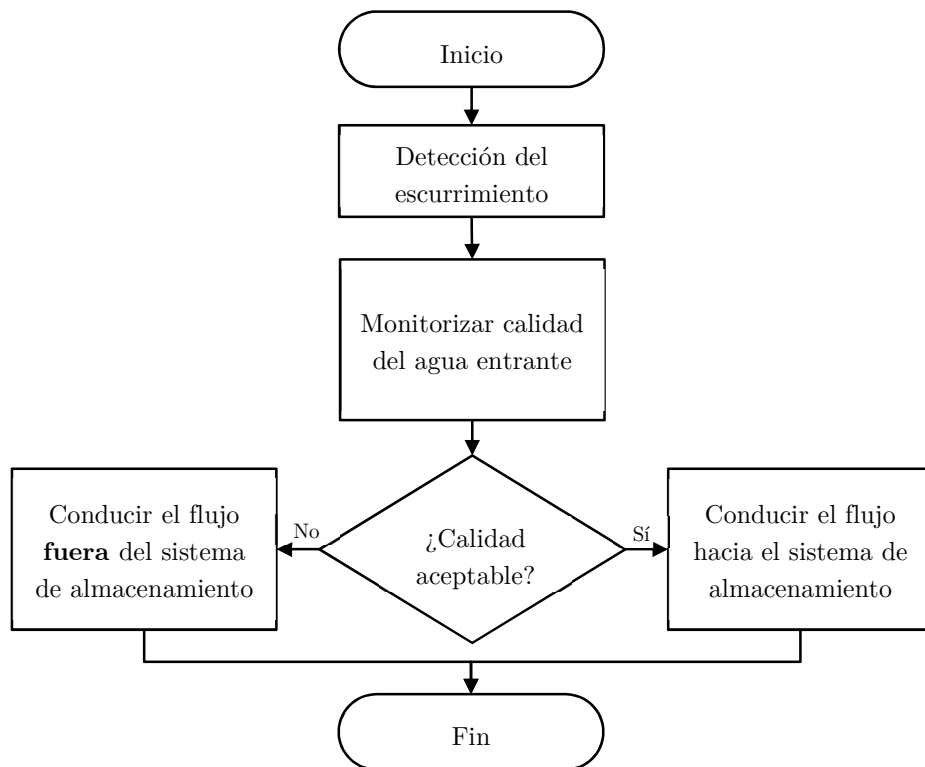 Inicio
Detección del
escurrimiento
Monitorizar calidad
del agua entrante
Conducir el flujo
fuera del sistema
de almacenamiento
No
¿Calidad
aceptable?
Sí
Conducir el flujo
hacia el sistema de
almacenamiento
Fin